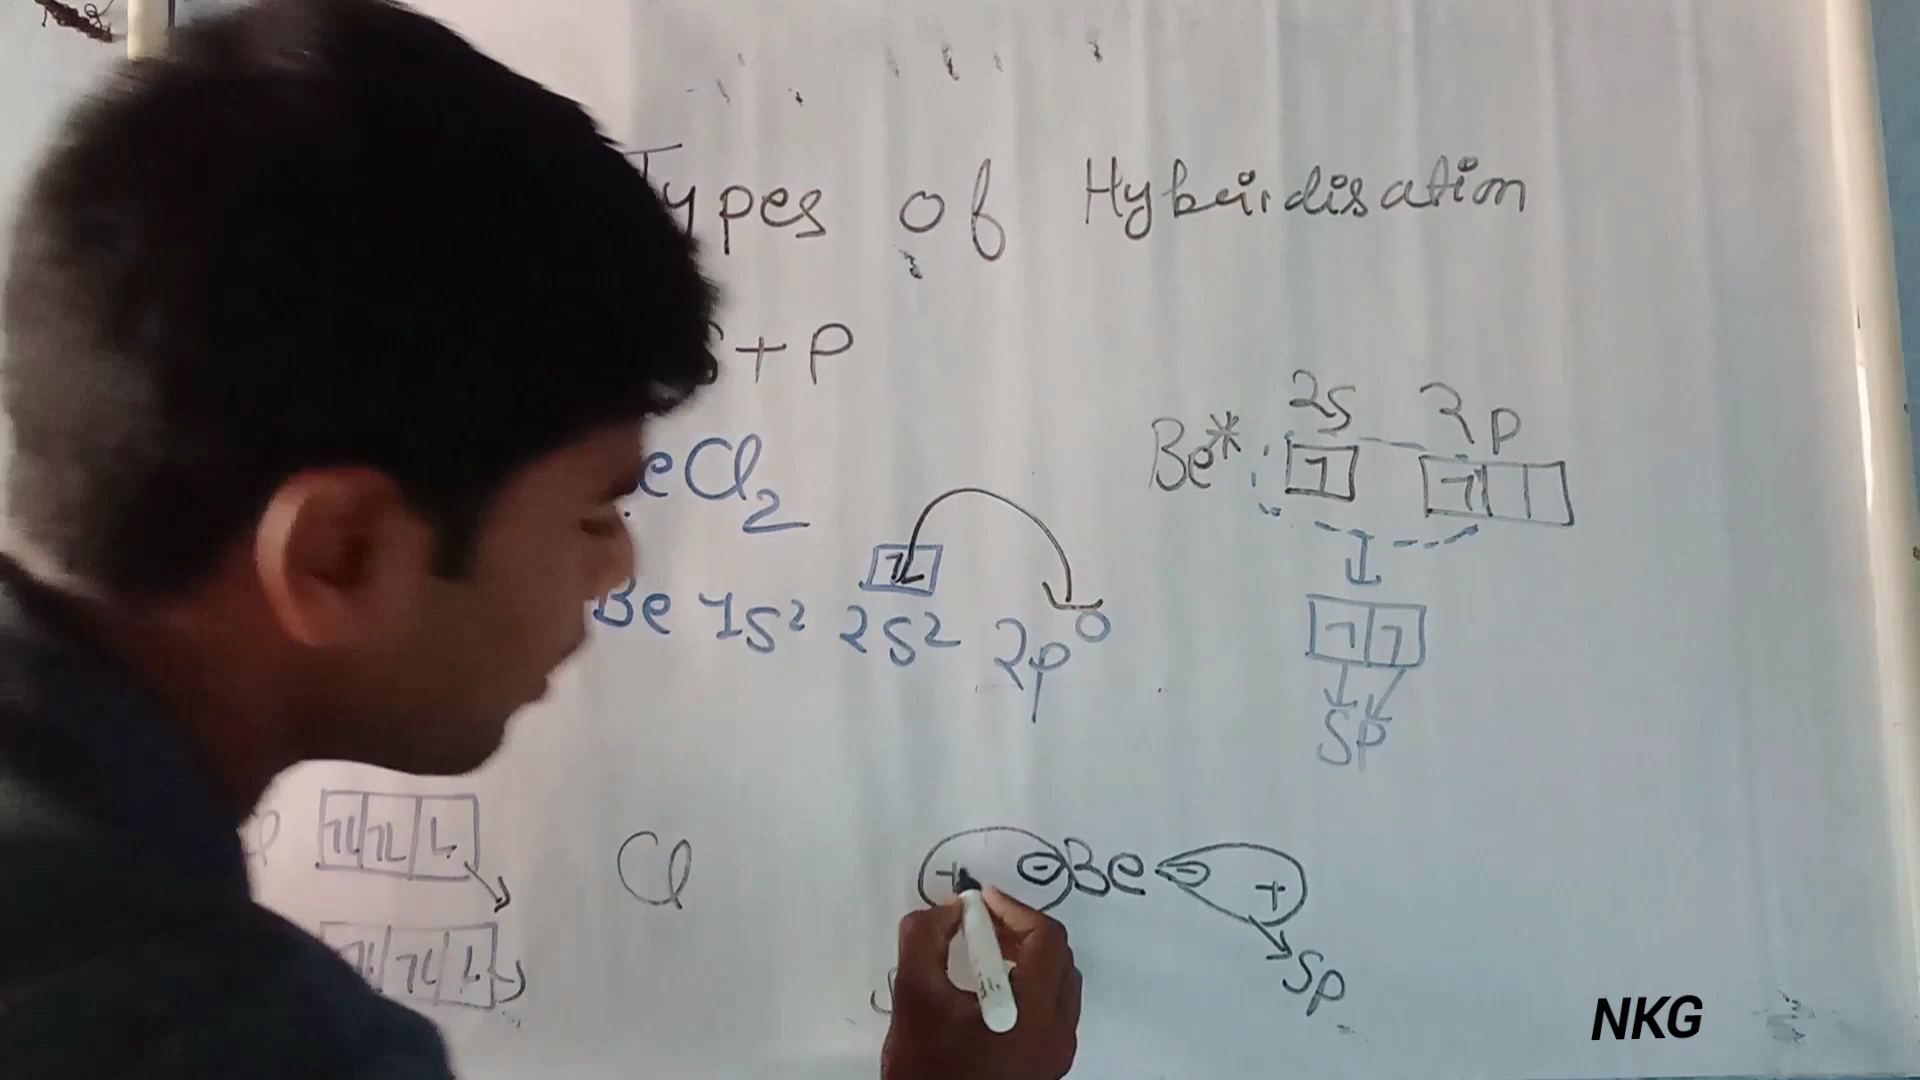 Types of Hybridisation
S + P
eCl2
Be 1S² 2S² 2p⁰
Be* 2S 2p
SP
P
Cl + - Be - +
SP
NKG